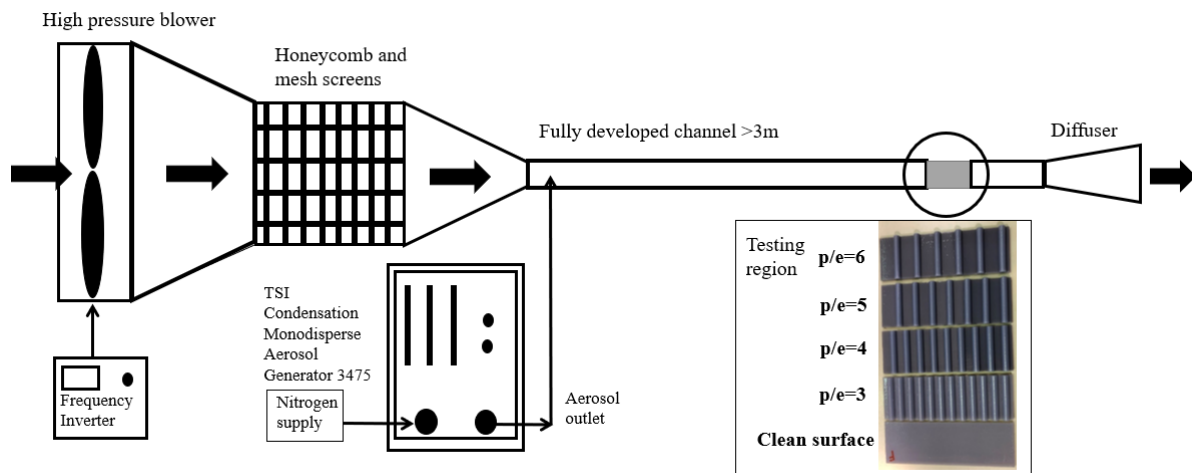 High pressure blower
Honeycomb and
mesh screens
Fully developed channel >3m
Diffuser
TSI
Condensation
Monodisperse
Aerosol
Generator 3475
Nitrogen
supply
Aerosol
outlet
Frequency
Inverter
Testing
region
p/e=6
p/e=5
p/e=4
p/e=3
Clean surface